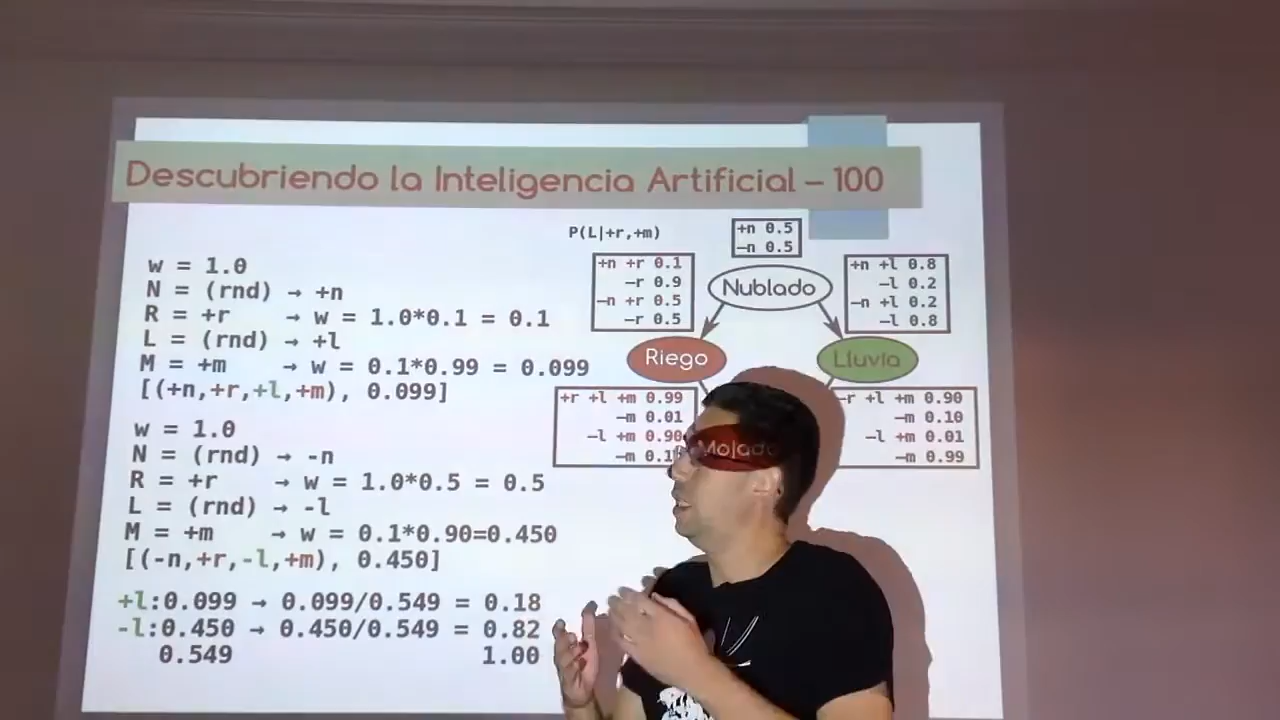 Descubriendo la Inteligencia Artificial – 100
w = 1.0
N = (rnd) → +n
R = +r → w = 1.0*0.1 = 0.1
L = (rnd) → +l
M = +m → w = 0.1*0.99 = 0.099
[(+n,+r,+l,+m), 0.099]
w = 1.0
N = (rnd) → -n
R = +r → w = 1.0*0.5 = 0.5
L = (rnd) → -l
M = +m → w = 0.1*0.90=0.450
[(-n,+r,-l,+m), 0.450]
+l:0.099 → 0.099/0.549 = 0.18
-l:0.450 → 0.450/0.549 = 0.82
0.549 1.00
P(L|+r,+m)
+n 0.5
−n 0.5
+n +r 0.1
−r 0.9
−n +r 0.5
−r 0.5
Nublado
+n +l 0.8
−l 0.2
−n +l 0.2
−l 0.8
Riego
Lluvia
+r +l +m 0.99
−m 0.01
−l +m 0.90
−m 0.1
Mojado
−r +l +m 0.90
−m 0.10
−l +m 0.01
−m 0.99